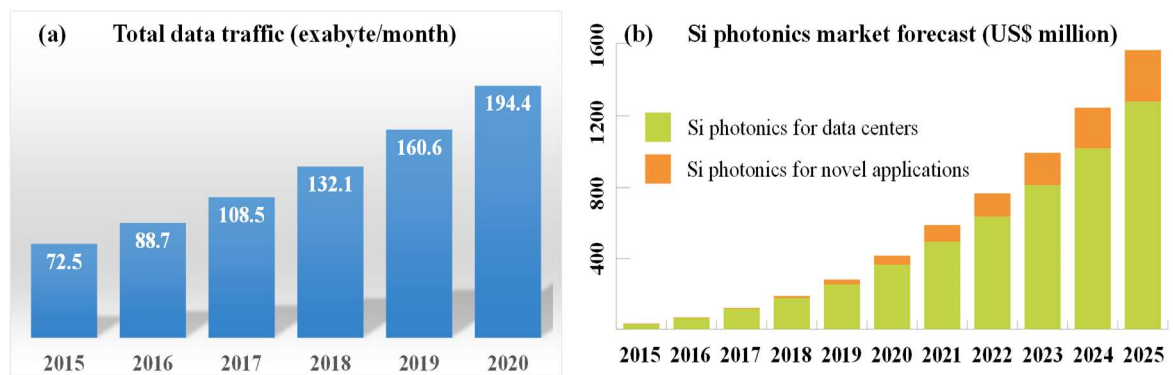 (a) Total data traffic (exabyte/month)
194.4
160.6
132.1
108.5
88.7
72.5
2015 2016 2017 2018 2019 2020
(b) Si photonics market forecast (US$ million)
1600
1200
800
400
Si photonics for data centers
Si photonics for novel applications
2015 2016 2017 2018 2019 2020 2021 2022 2023 2024 2025